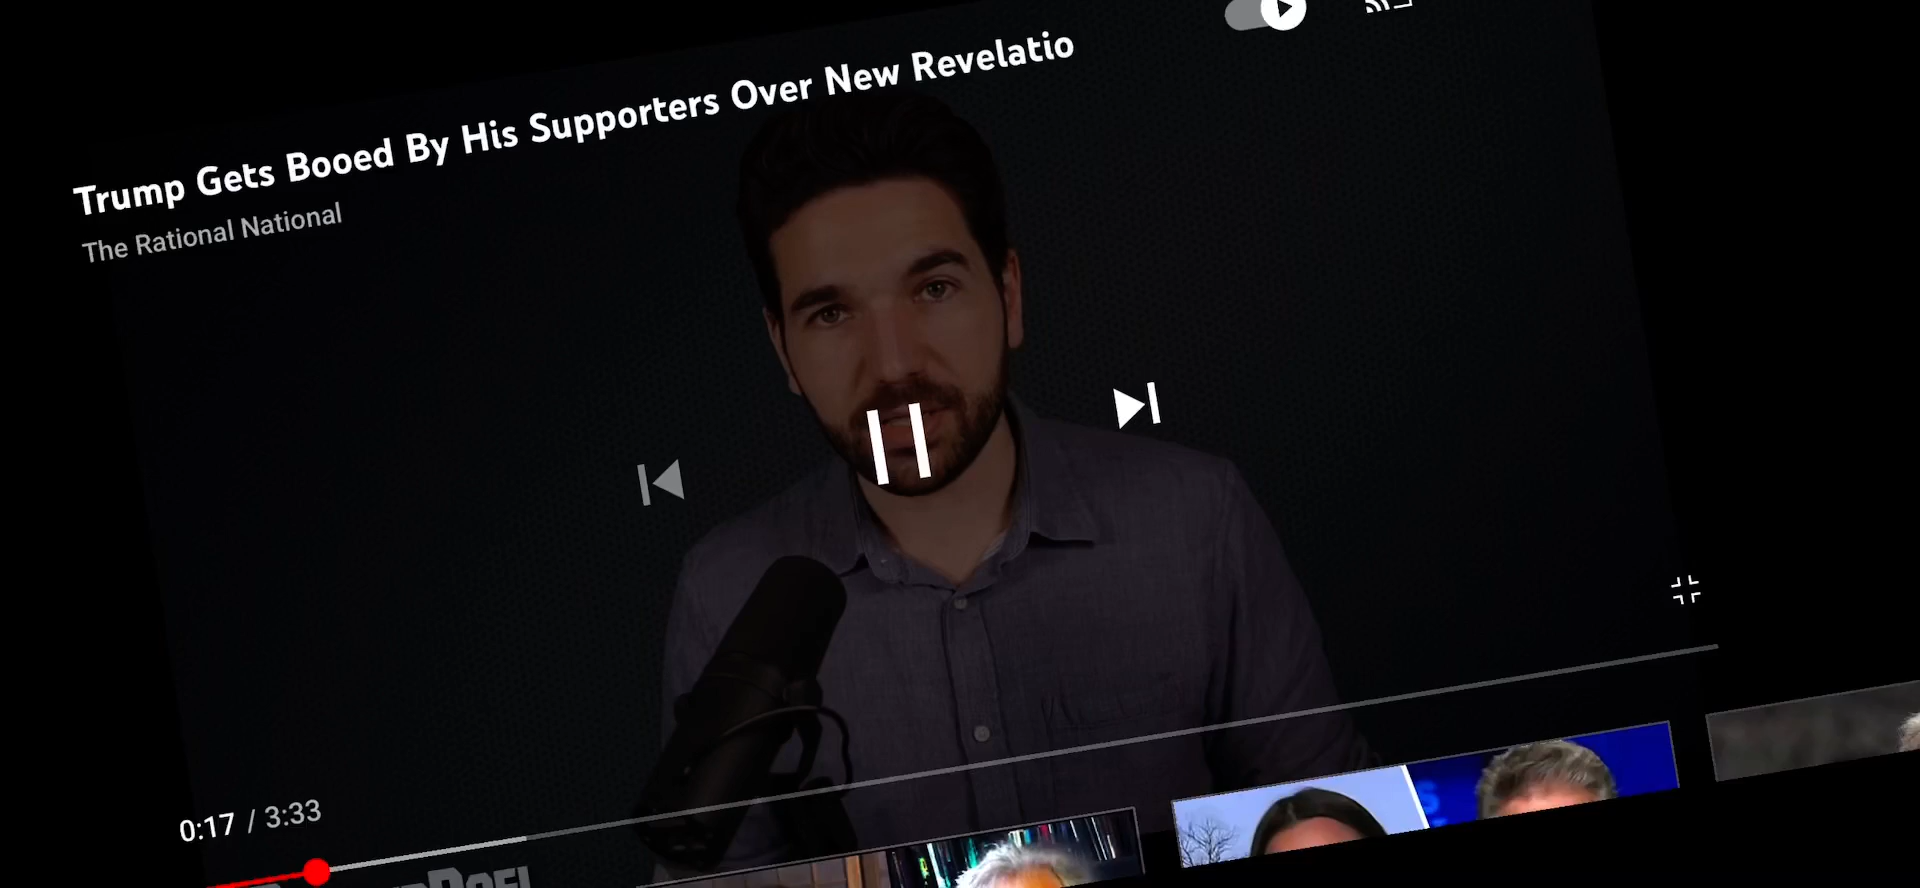 Trump Gets Booed By His Supporters Over New Revelatio
The Rational National
0:17 / 3:33